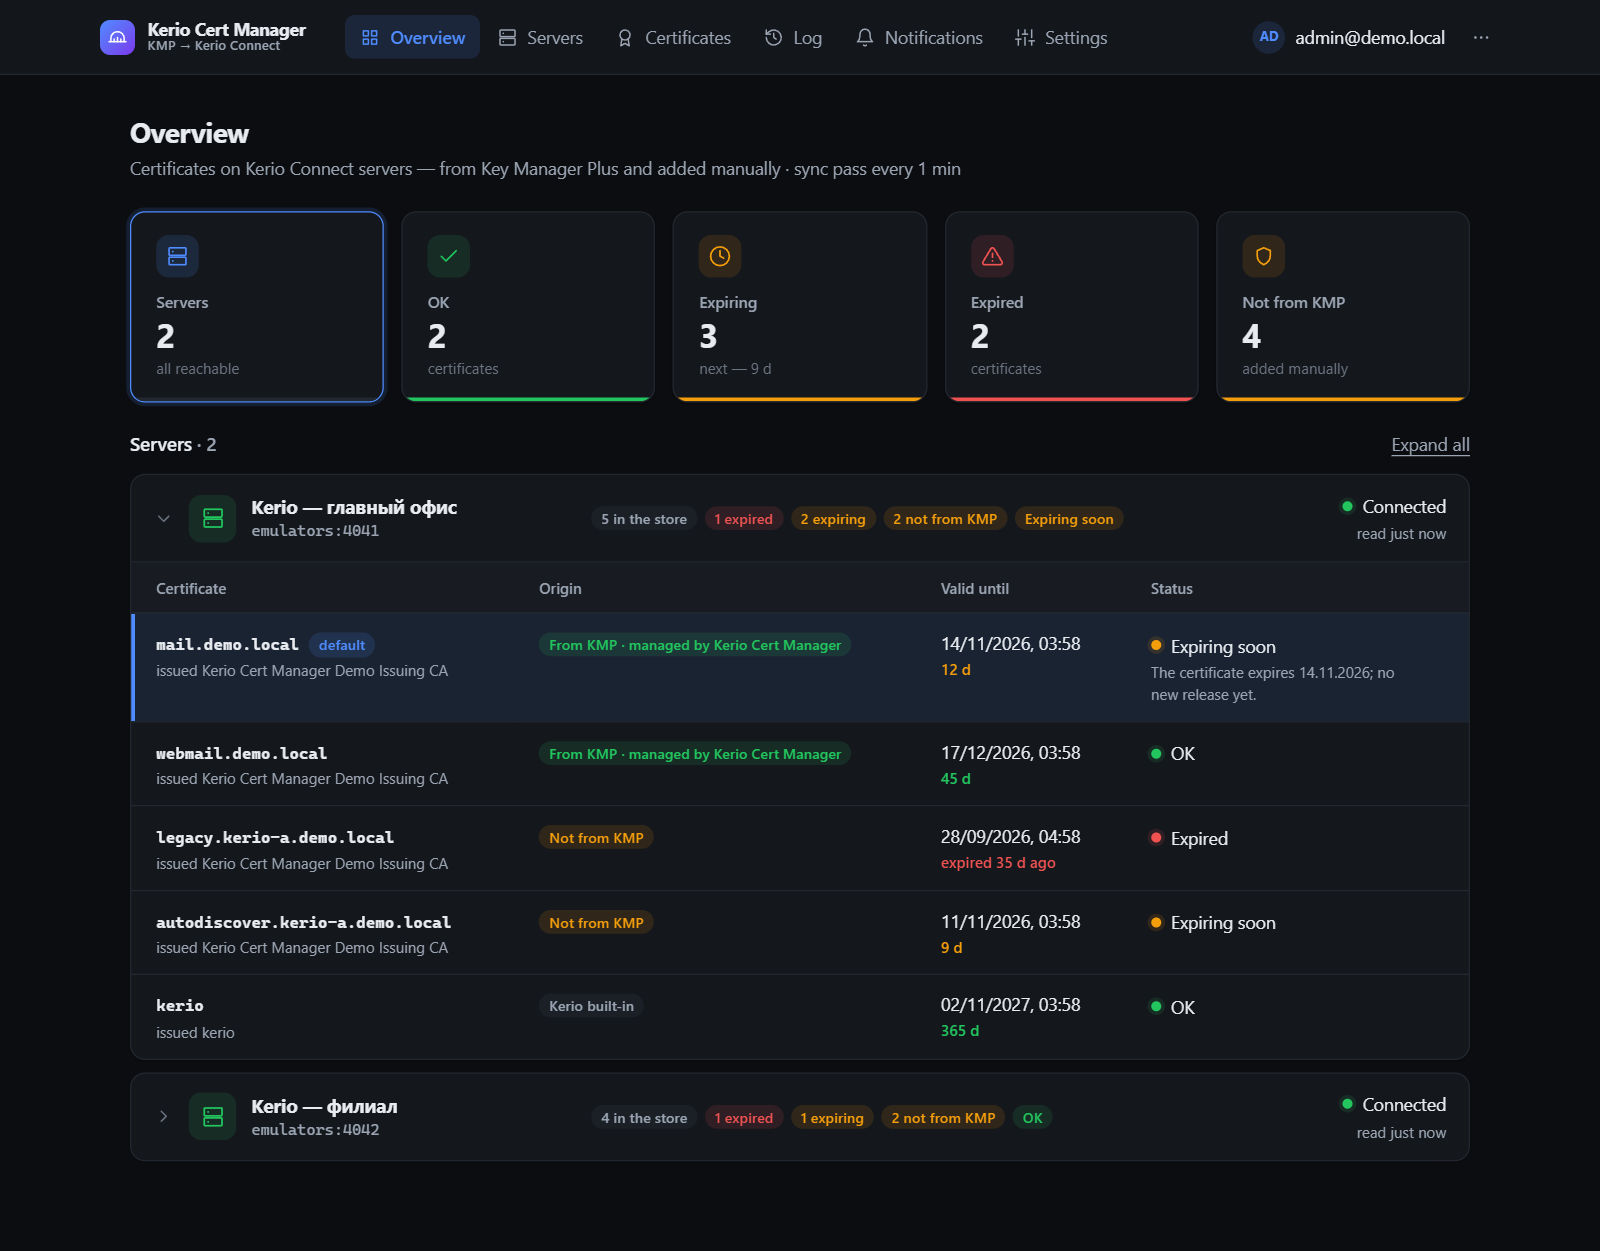 Kerio Cert Manager
KMP → Kerio Connect
Overview
Servers
Certificates
Log
Notifications
Settings
AD
admin@demo.local
Overview
Certificates on Kerio Connect servers — from Key Manager Plus and added manually · sync pass every 1 min
Servers
2
all reachable
OK
2
certificates
Expiring
3
next — 9 d
Expired
2
certificates
Not from KMP
4
added manually
Servers · 2
Expand all
Kerio — главный офис
emulators:4041
5 in the store
1 expired
2 expiring
2 not from KMP
Expiring soon
Connected
read just now
Certificate
Origin
Valid until
Status
mail.demo.local
default
issued Kerio Cert Manager Demo Issuing CA
From KMP · managed by Kerio Cert Manager
14/11/2026, 03:58
12 d
Expiring soon
The certificate expires 14.11.2026; no
new release yet.
webmail.demo.local
issued Kerio Cert Manager Demo Issuing CA
From KMP · managed by Kerio Cert Manager
17/12/2026, 03:58
45 d
OK
legacy.kerio-a.demo.local
issued Kerio Cert Manager Demo Issuing CA
Not from KMP
28/09/2026, 04:58
expired 35 d ago
Expired
autodiscover.kerio-a.demo.local
issued Kerio Cert Manager Demo Issuing CA
Not from KMP
11/11/2026, 03:58
9 d
Expiring soon
kerio
issued kerio
Kerio built-in
02/11/2027, 03:58
365 d
OK
Kerio — филиал
emulators:4042
4 in the store
1 expired
1 expiring
2 not from KMP
OK
Connected
read just now